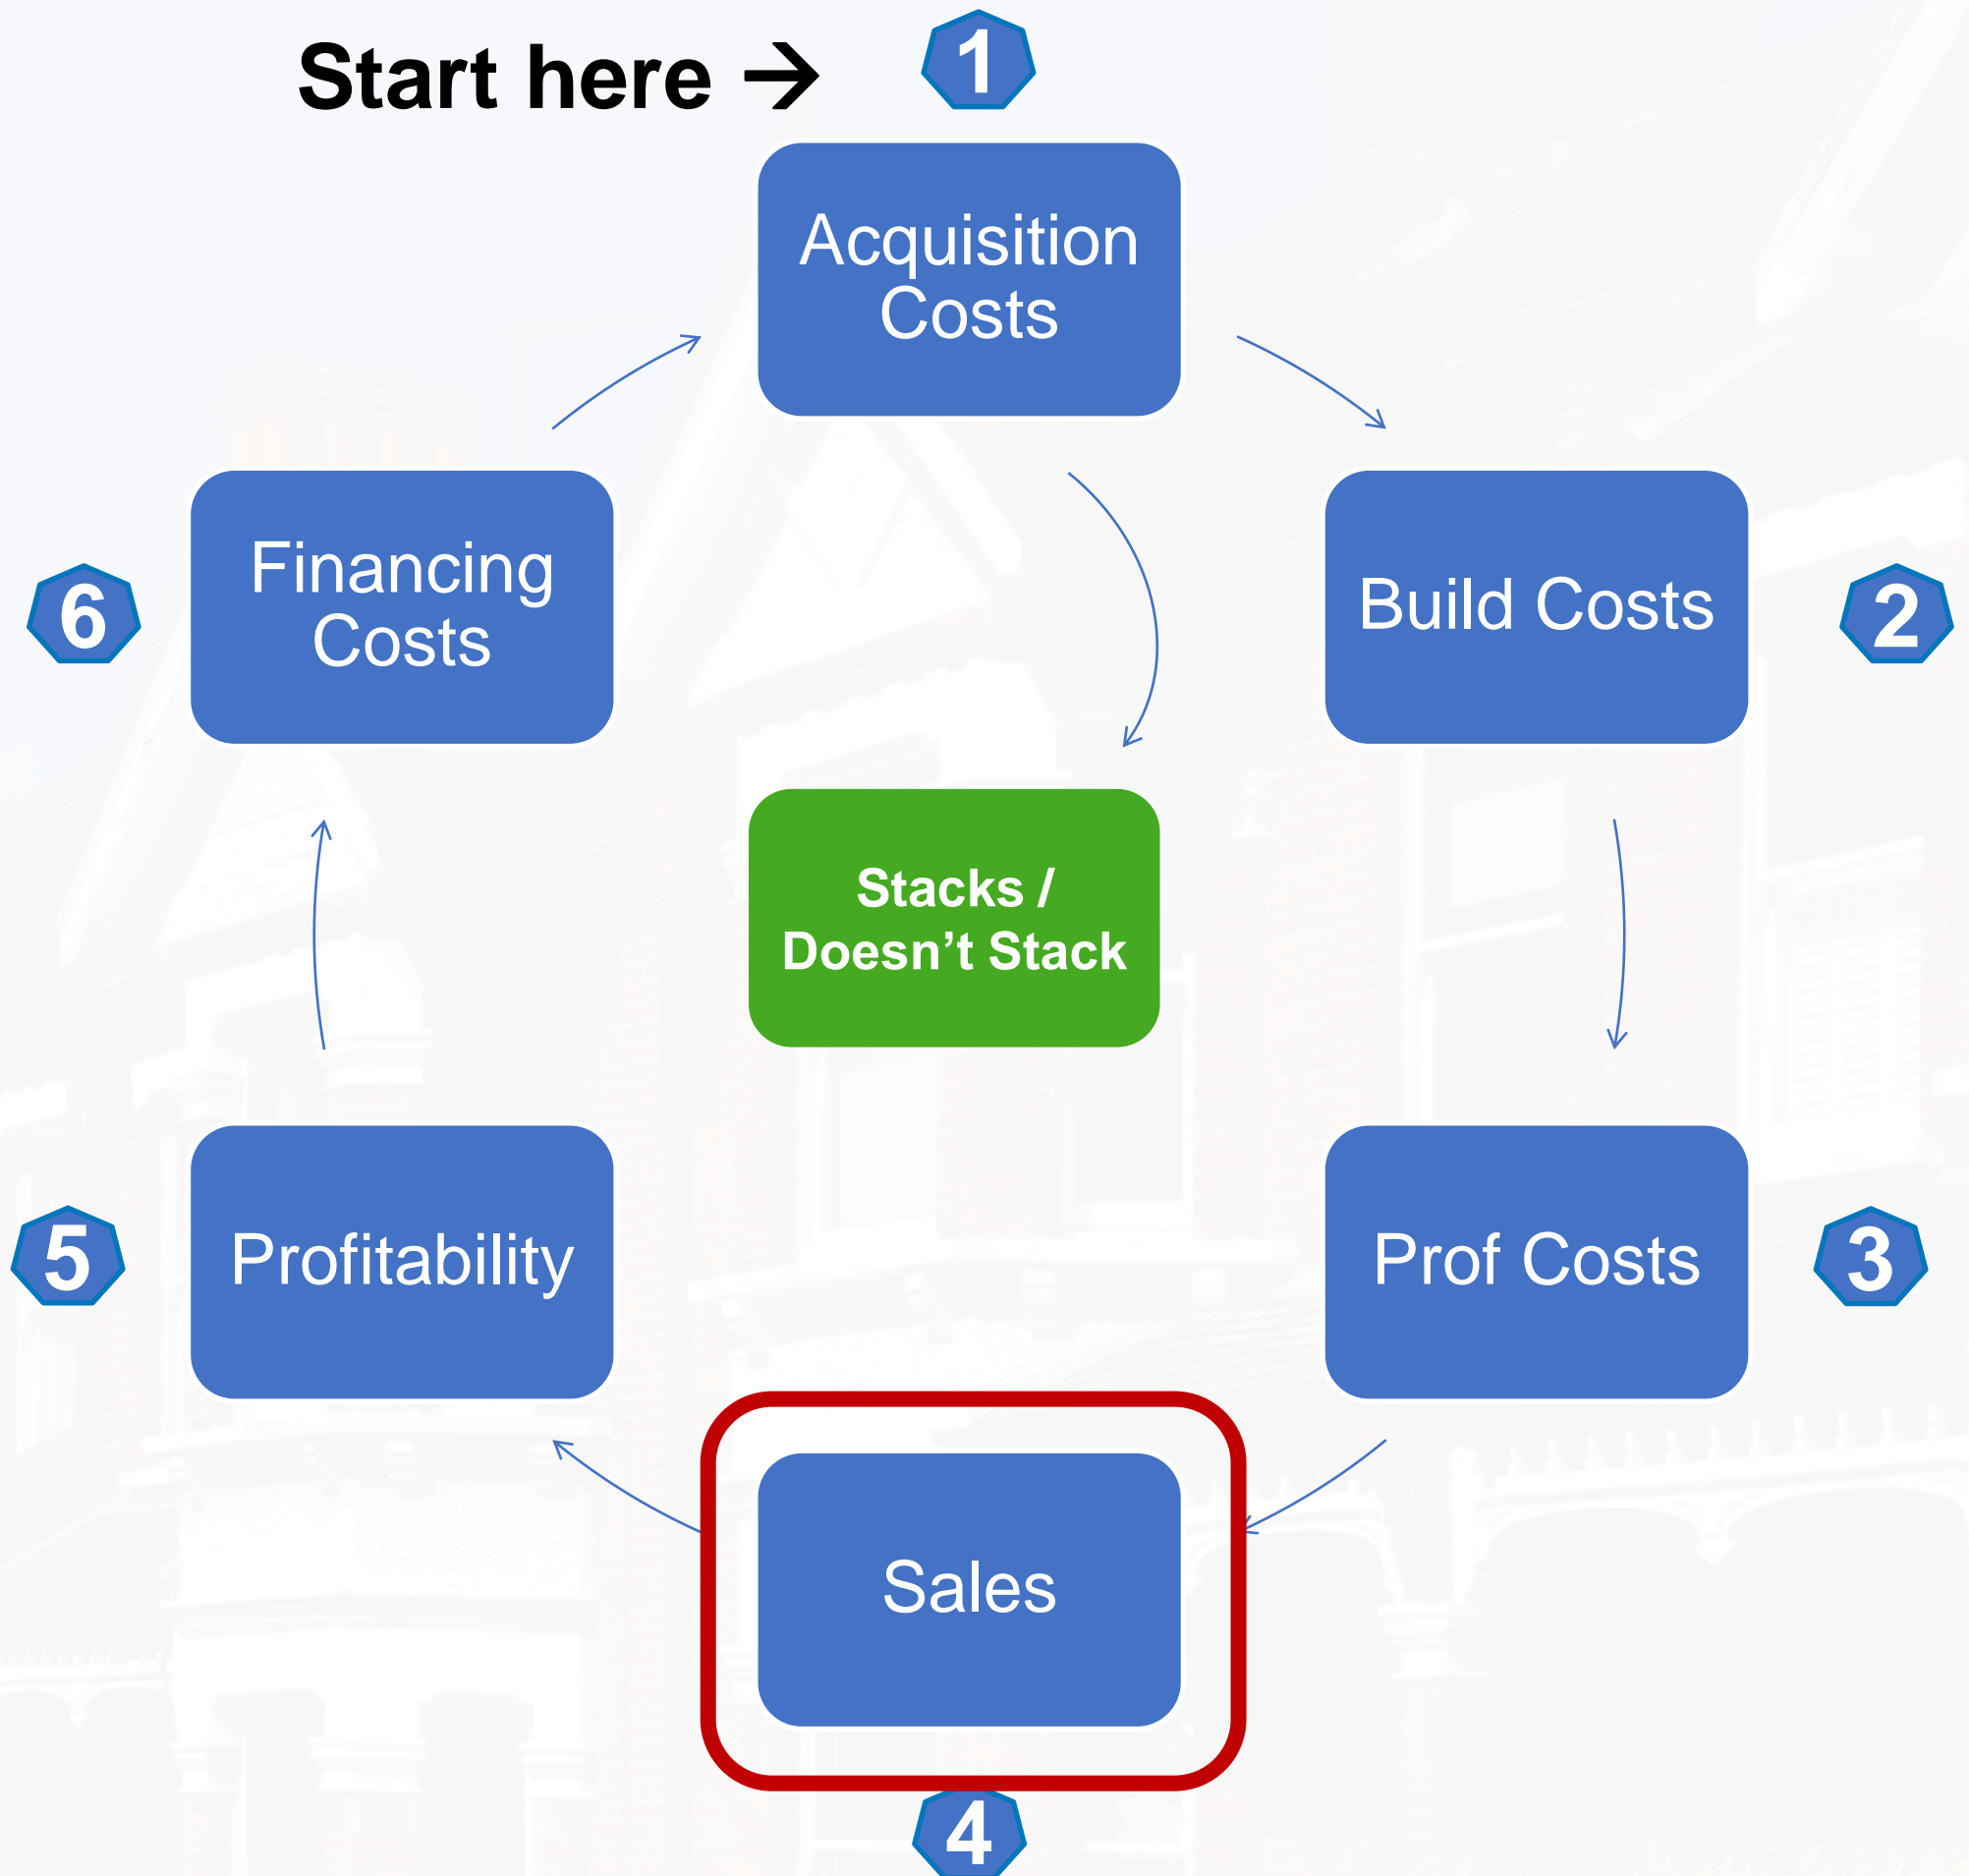 Start here →
1
Acquisition
Costs
Build Costs
2
Prof Costs
3
Sales
4
Profitability
5
Financing
Costs
6
Stacks /
Doesn’t Stack